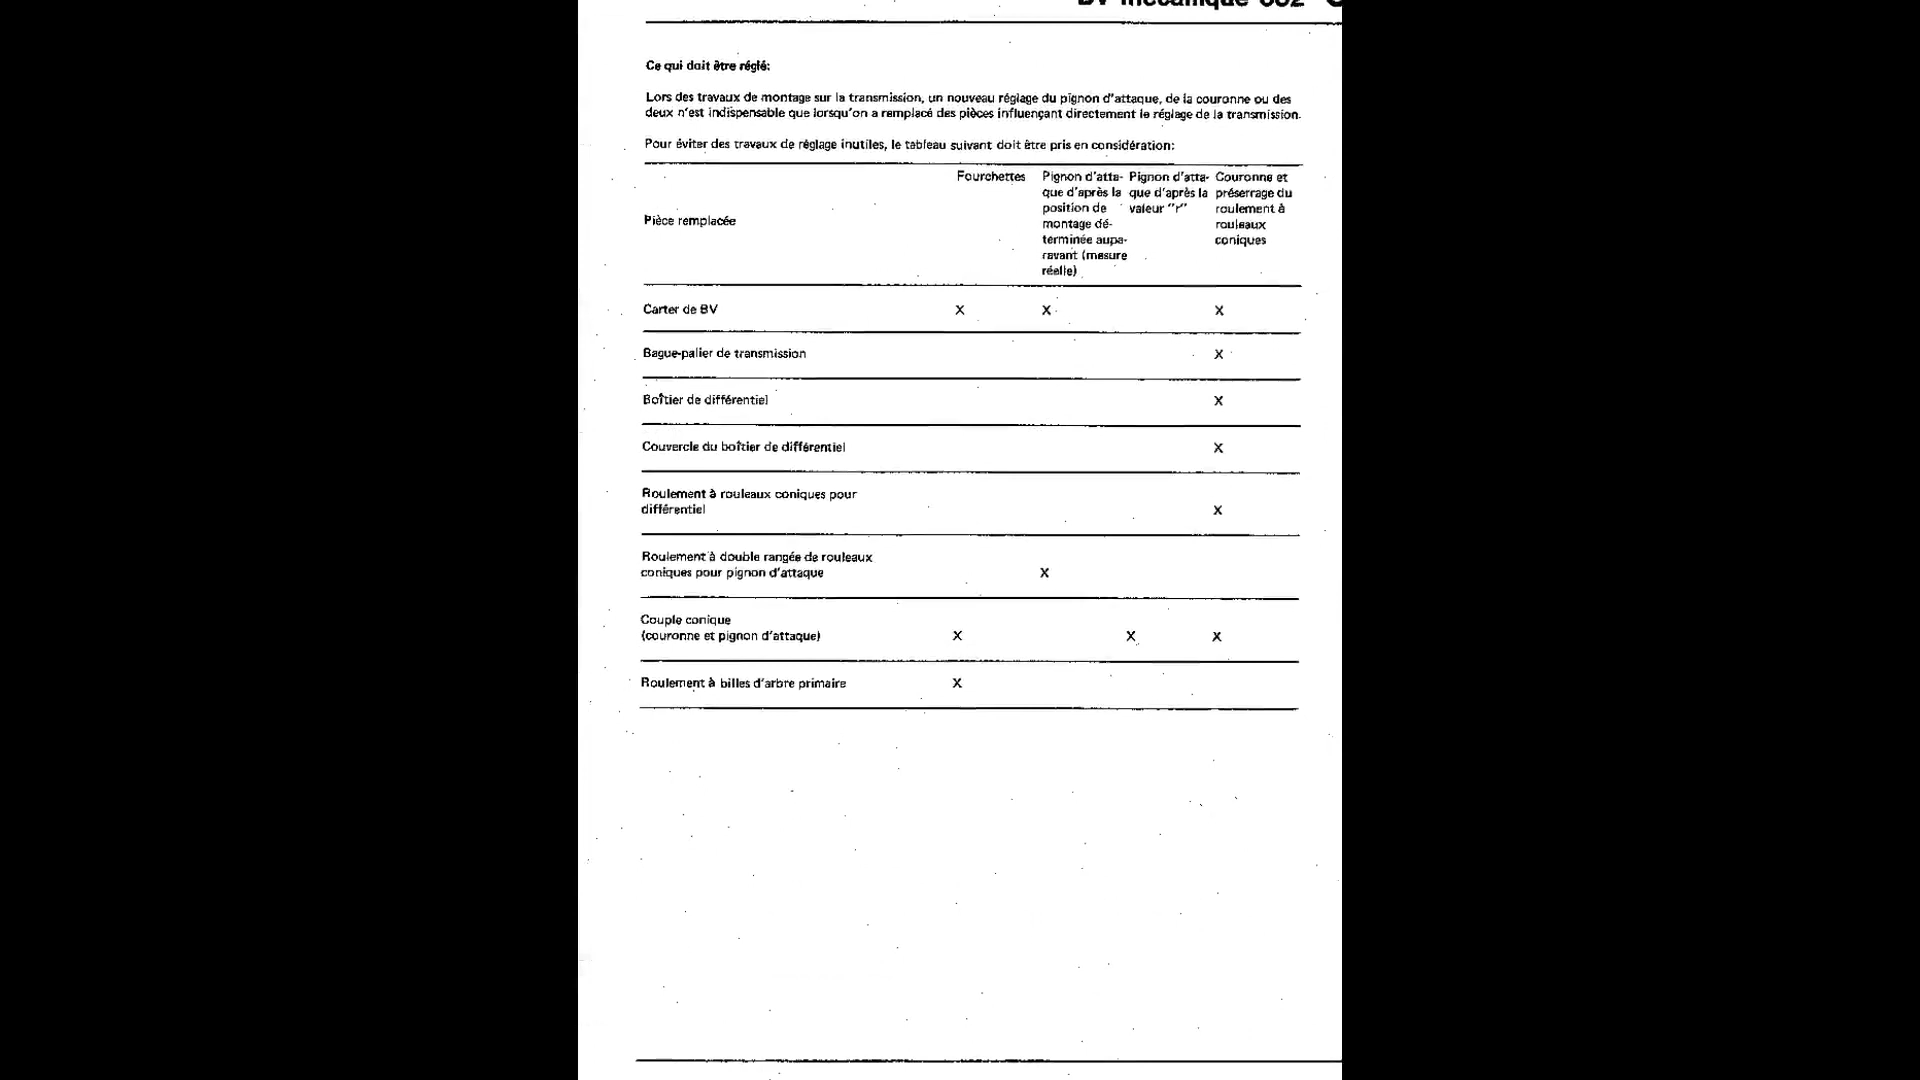 Ce qui doit être réglé:
Lors des travaux de montage sur la transmission, un nouveau réglage du pignon d'attaque, de la couronne ou des
deux n'est indispensable que lorsqu'on a remplacé des pièces influençant directement le réglage de la transmission.
Pour éviter des travaux de réglage inutiles, le tableau suivant doit être pris en considération:
Pièce remplacée
Fourchettes
Pignon d'atta-
que d'après la
position de
montage dé-
terminée aupa-
ravant (mesure
réelle)
Pignon d'atta-
que d'après la
valeur "r"
Couronne et
préserrage du
roulement à
rouleaux
coniques
Carter de BV X X X
Bague-palier de transmission X
Boîtier de différentiel X
Couvercle du boîtier de différentiel X
Roulement à rouleaux coniques pour
différentiel X
Roulement à double rangée de rouleaux
coniques pour pignon d'attaque X
Couple conique
(couronne et pignon d'attaque) X X X
Roulement à billes d'arbre primaire X